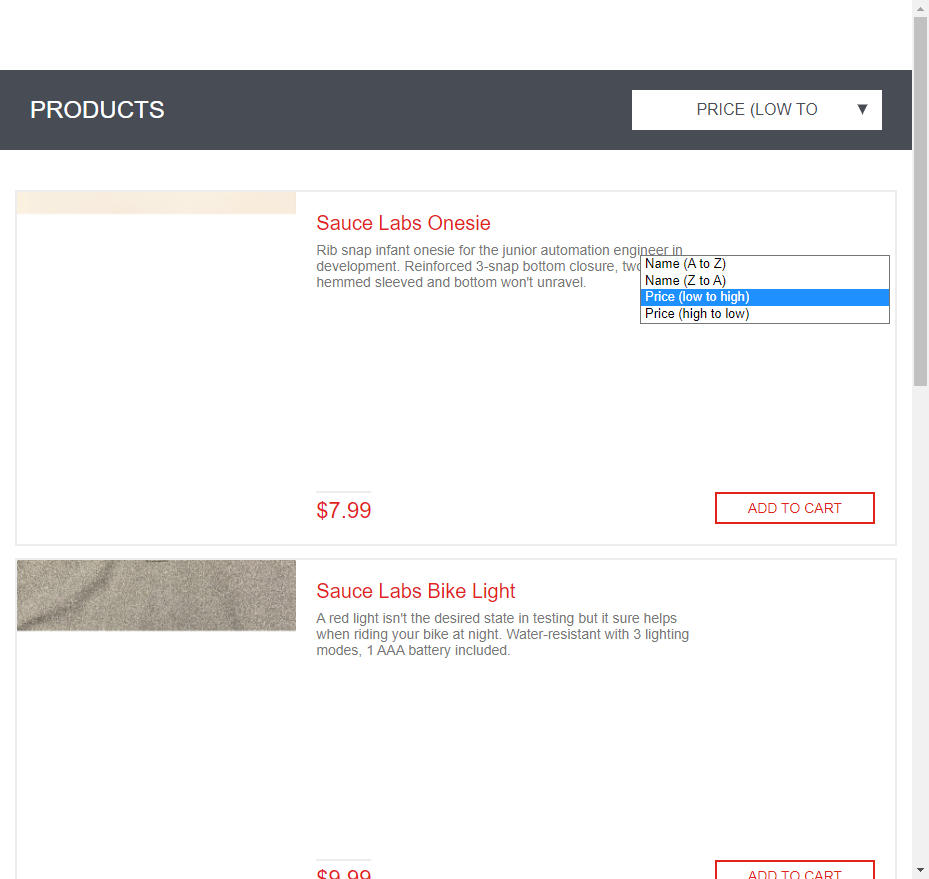 PRODUCTS
PRICE (LOW TO
▼
Sauce Labs Onesie
Rib snap infant onesie for the junior automation engineer in
development. Reinforced 3-snap bottom closure, two
hemmed sleeved and bottom won't unravel.
Name (A to Z)
Name (Z to A)
Price (low to high)
Price (high to low)
$7.99
ADD TO CART
Sauce Labs Bike Light
A red light isn't the desired state in testing but it sure helps
when riding your bike at night. Water-resistant with 3 lighting
modes, 1 AAA battery included.
$9.99
ADD TO CART